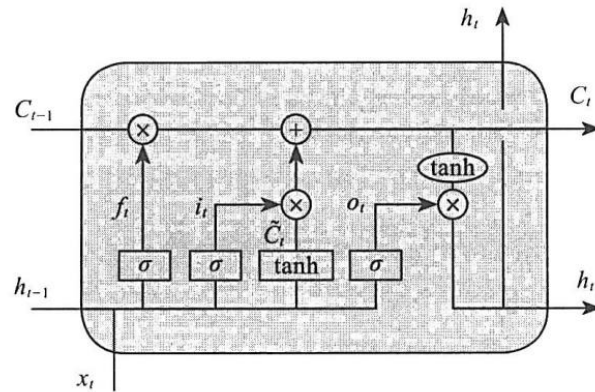 h_t
C_{t-1} × + C_t
tanh
f_t i_t × o_t ×
C̃_t
σ σ tanh σ
h_{t-1} h_t
x_t